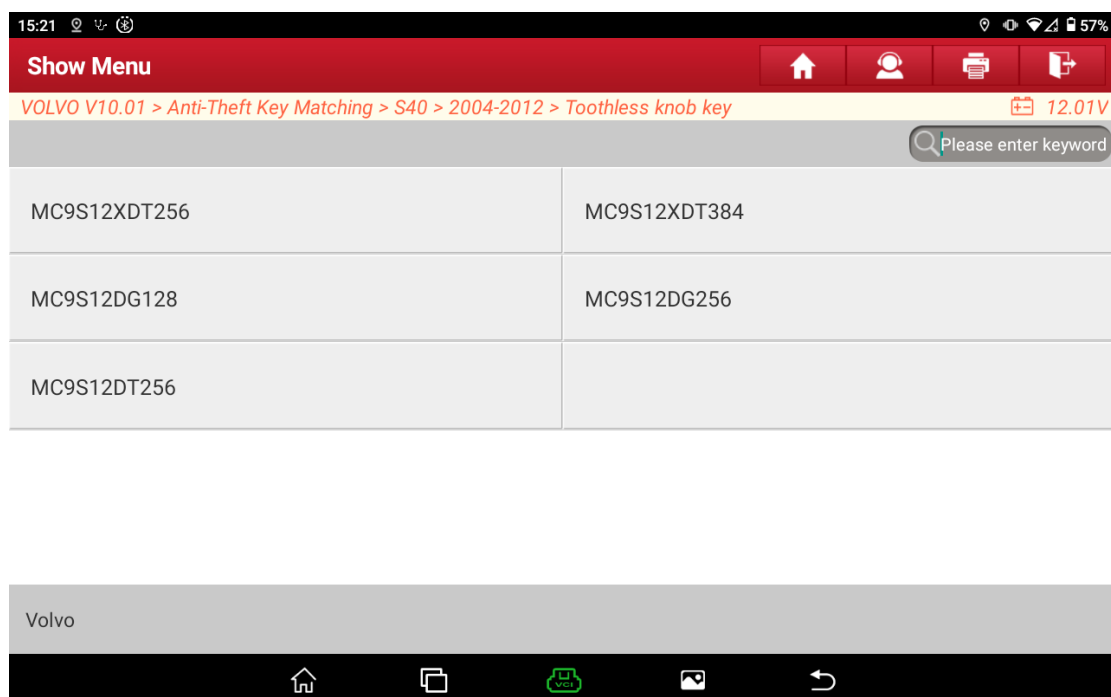 15:21 57%
Show Menu
VOLVO V10.01 > Anti-Theft Key Matching > S40 > 2004-2012 > Toothless knob key 12.01V
Please enter keyword
MC9S12XDT256 MC9S12XDT384
MC9S12DG128 MC9S12DG256
MC9S12DT256
Volvo
VCI